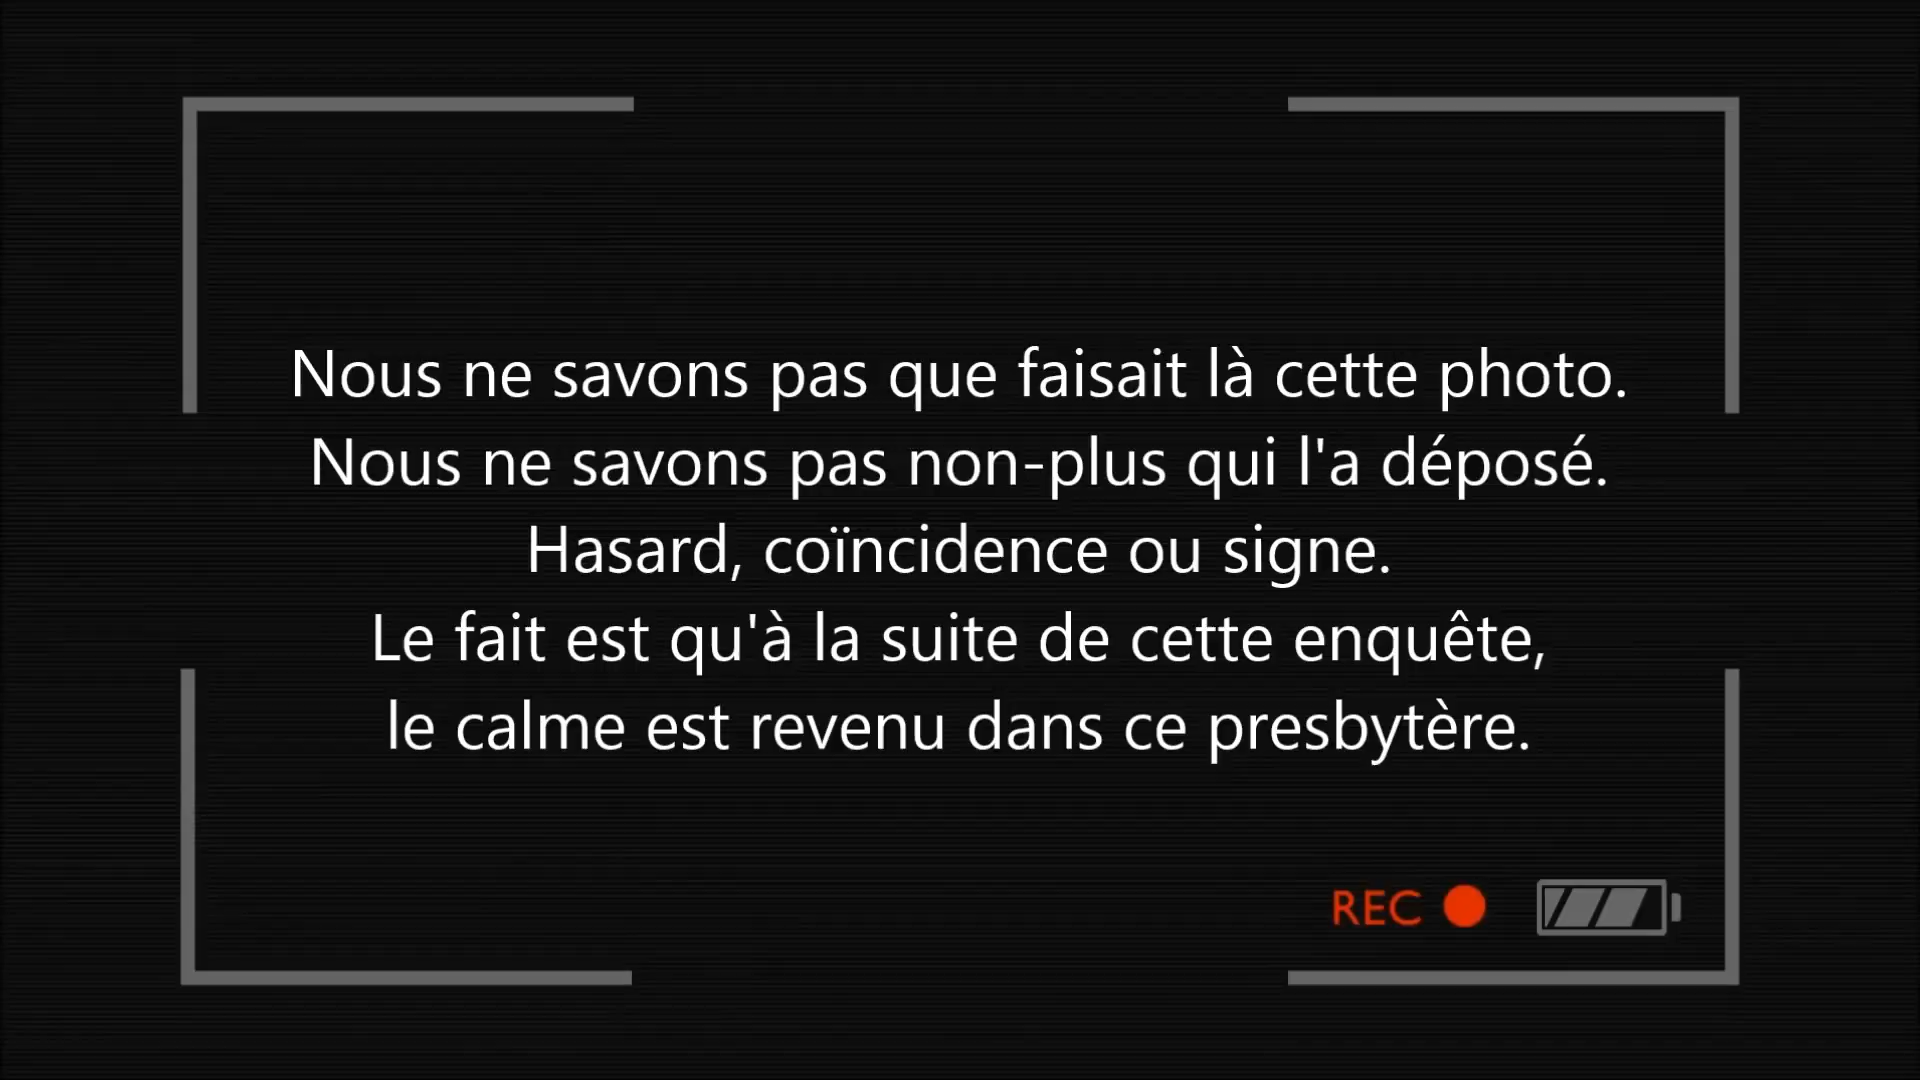 Nous ne savons pas que faisait là cette photo.
Nous ne savons pas non-plus qui l'a déposé.
Hasard, coïncidence ou signe.
Le fait est qu'à la suite de cette enquête,
le calme est revenu dans ce presbytère.
REC